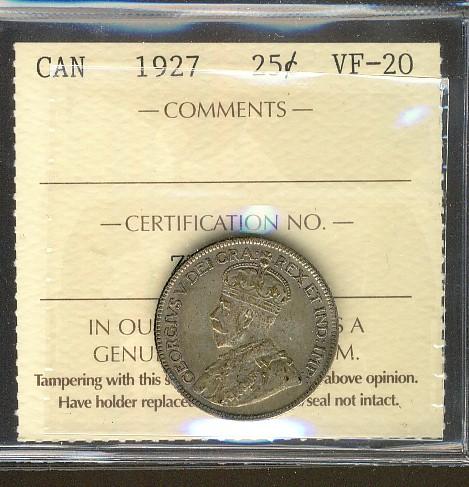 CAN 1927 25¢ VF-20
— COMMENTS —
— CERTIFICATION NO. —
GEORGIVS V DEI GRA: REX ET IND:IMP:
IN OU S A
GENU M.
Tampering with this s above opinion.
Have holder replace seal not intact.